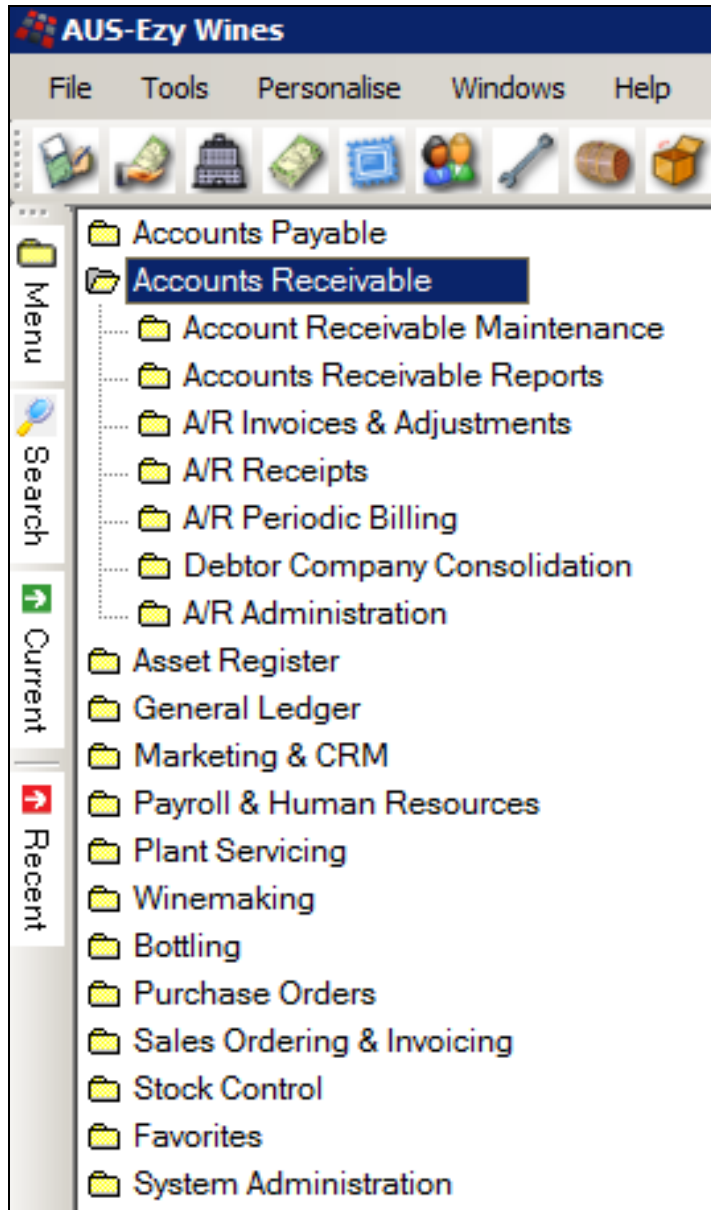 AUS-Ezy Wines
File Tools Personalise Windows Help
Menu
Search
Current
Recent
Accounts Payable
Accounts Receivable
Account Receivable Maintenance
Accounts Receivable Reports
A/R Invoices & Adjustments
A/R Receipts
A/R Periodic Billing
Debtor Company Consolidation
A/R Administration
Asset Register
General Ledger
Marketing & CRM
Payroll & Human Resources
Plant Servicing
Winemaking
Bottling
Purchase Orders
Sales Ordering & Invoicing
Stock Control
Favorites
System Administration